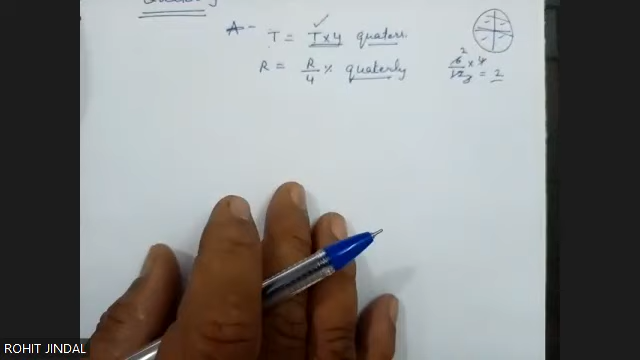 A - T = T x 4 quaters
R = R/4 % quaterly
6/12 x 4 = 2
ROHIT JINDAL